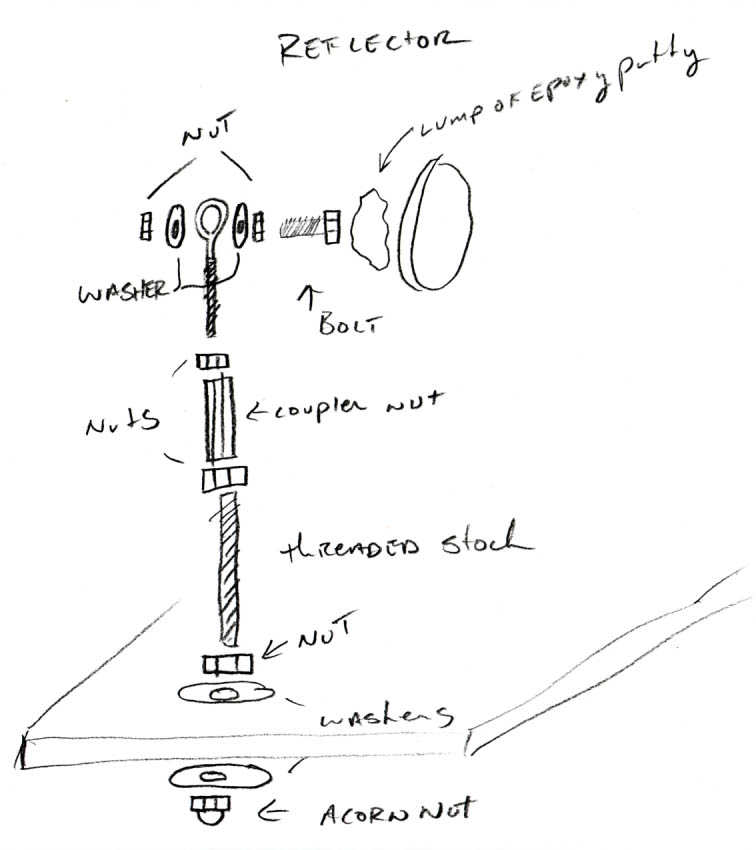 REFLECTOR
LUMP OF EPOXY putty
NUT
WASHER
BOLT
Nuts
coupler nut
thREADED stock
NUT
washers
ACORN NUT